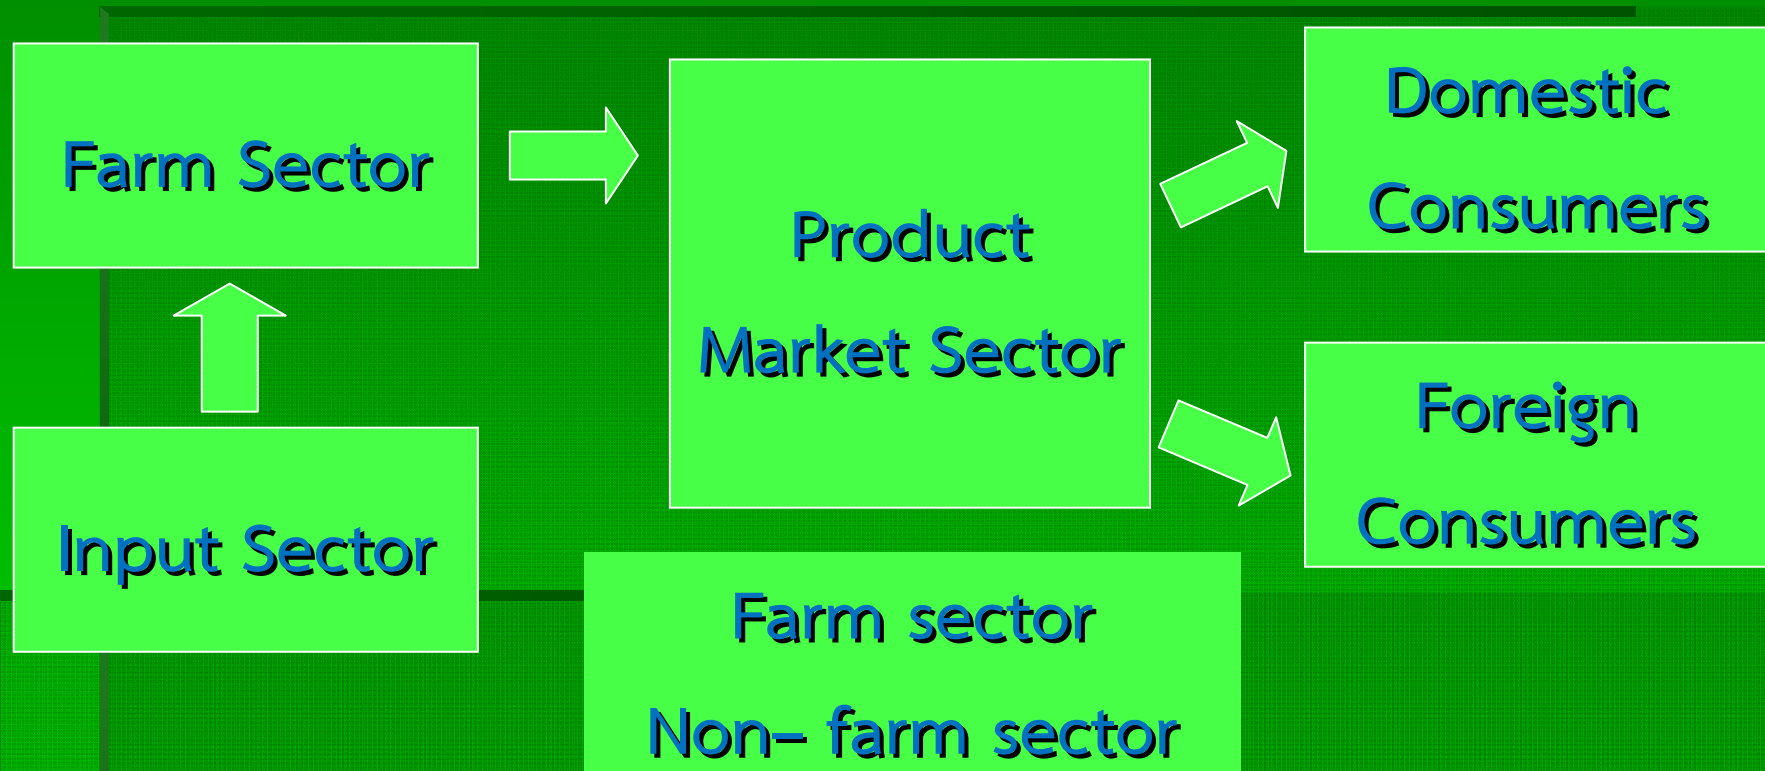 Farm Sector
Input Sector
Product
Market Sector
Domestic
Consumers
Foreign
Consumers
Farm sector
Non- farm sector